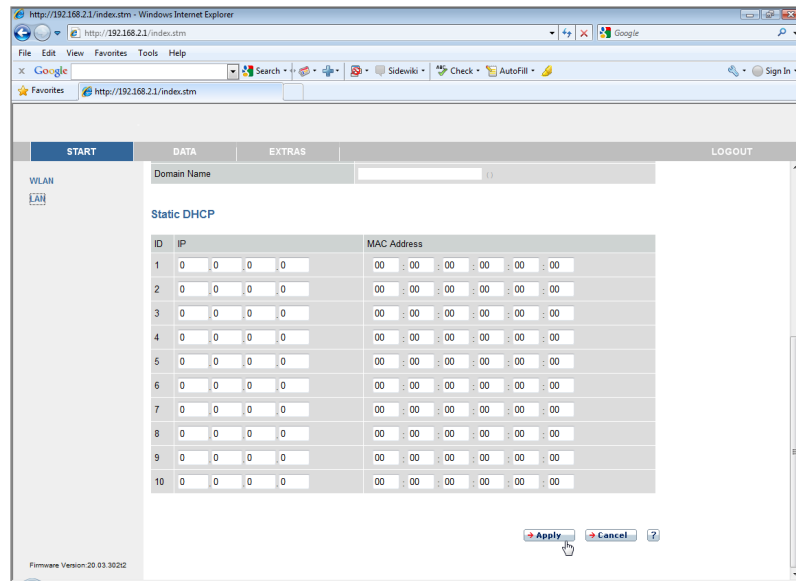 http://192.168.2.1/index.stm - Windows Internet Explorer
http://192.168.2.1/index.stm
Google
File Edit View Favorites Tools Help
x Google Search Sidewiki ABC Check AutoFill Sign In
Favorites http://192.168.2.1/index.stm
START DATA EXTRAS LOGOUT
WLAN
LAN
Domain Name ( )
Static DHCP
ID IP MAC Address
1 0 . 0 . 0 . 0 00 : 00 : 00 : 00 : 00 : 00
2 0 . 0 . 0 . 0 00 : 00 : 00 : 00 : 00 : 00
3 0 . 0 . 0 . 0 00 : 00 : 00 : 00 : 00 : 00
4 0 . 0 . 0 . 0 00 : 00 : 00 : 00 : 00 : 00
5 0 . 0 . 0 . 0 00 : 00 : 00 : 00 : 00 : 00
6 0 . 0 . 0 . 0 00 : 00 : 00 : 00 : 00 : 00
7 0 . 0 . 0 . 0 00 : 00 : 00 : 00 : 00 : 00
8 0 . 0 . 0 . 0 00 : 00 : 00 : 00 : 00 : 00
9 0 . 0 . 0 . 0 00 : 00 : 00 : 00 : 00 : 00
10 0 . 0 . 0 . 0 00 : 00 : 00 : 00 : 00 : 00
Apply Cancel ?
Firmware Version:20.03.302t2